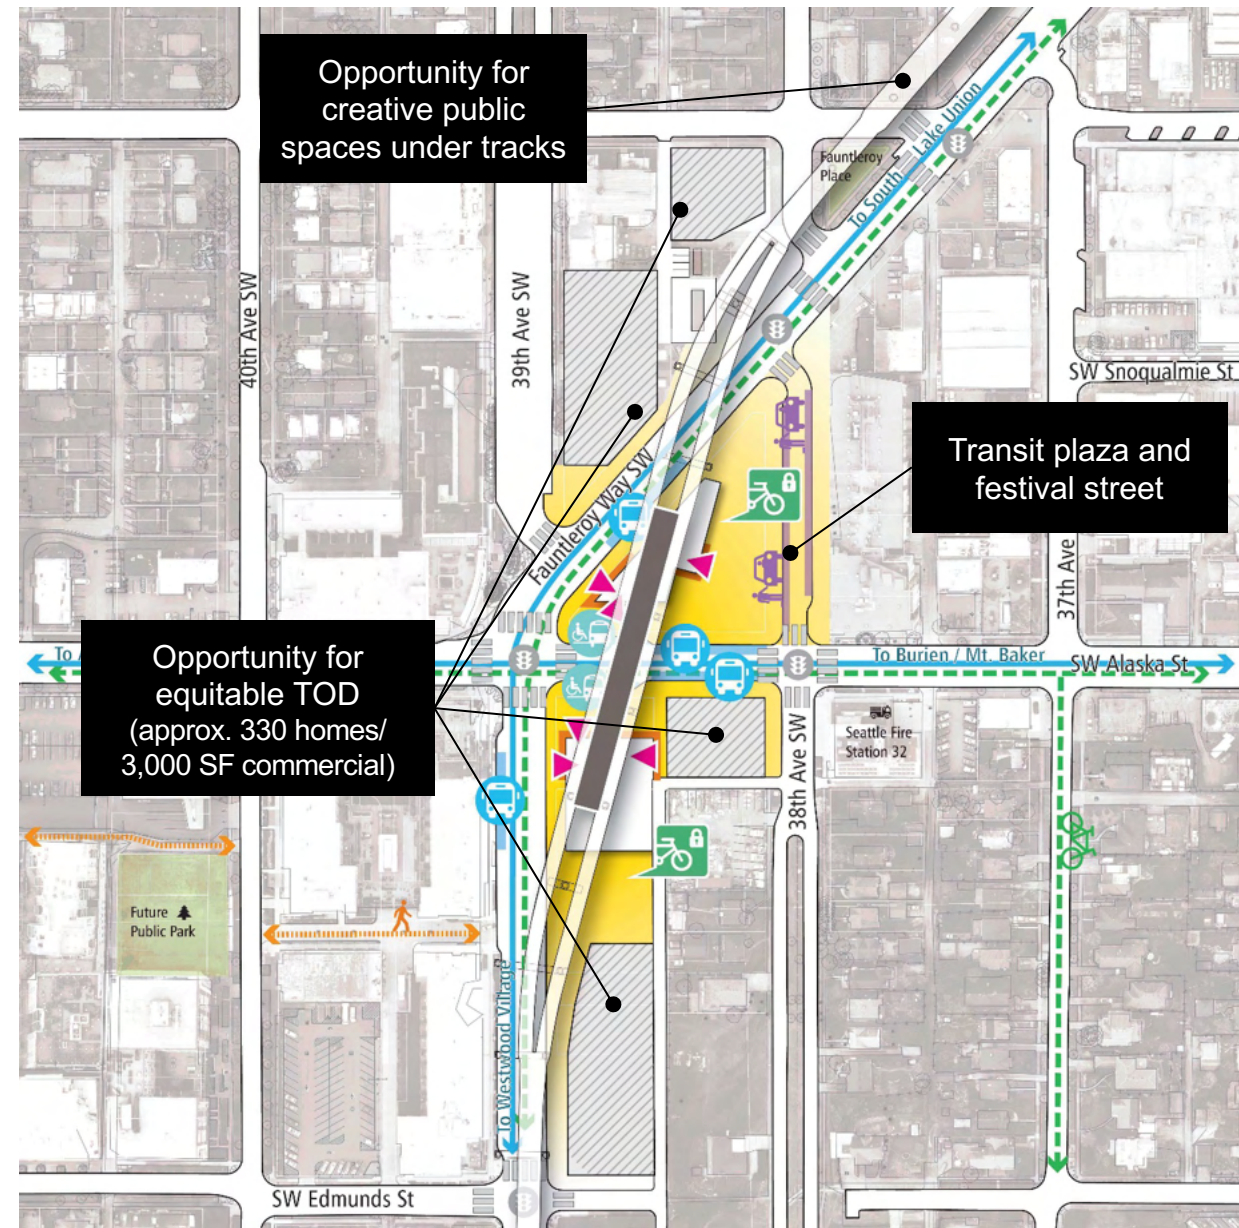 Opportunity for
creative public
spaces under tracks
To South Lake Union
Fauntleroy
Place
40th Ave SW
39th Ave SW
SW Snoqualmie St
Transit plaza and
festival street
Fauntleroy Way SW
37th Ave
Opportunity for
equitable TOD
(approx. 330 homes/
3,000 SF commercial)
To
To Burien / Mt. Baker
SW Alaska St
Seattle Fire
Station 32
38th Ave SW
Future
Public Park
To Westwood Village
SW Edmunds St